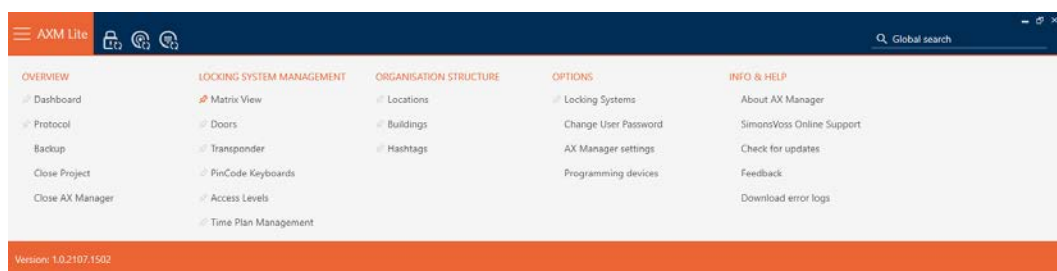 AXM Lite
Global search
OVERVIEW
Dashboard
Protocol
Backup
Close Project
Close AX Manager
LOCKING SYSTEM MANAGEMENT
Matrix View
Doors
Transponder
PinCode Keyboards
Access Levels
Time Plan Management
ORGANISATION STRUCTURE
Locations
Buildings
Hashtags
OPTIONS
Locking Systems
Change User Password
AX Manager settings
Programming devices
INFO & HELP
About AX Manager
SimonsVoss Online Support
Check for updates
Feedback
Download error logs
Version: 1.0.2107.1502